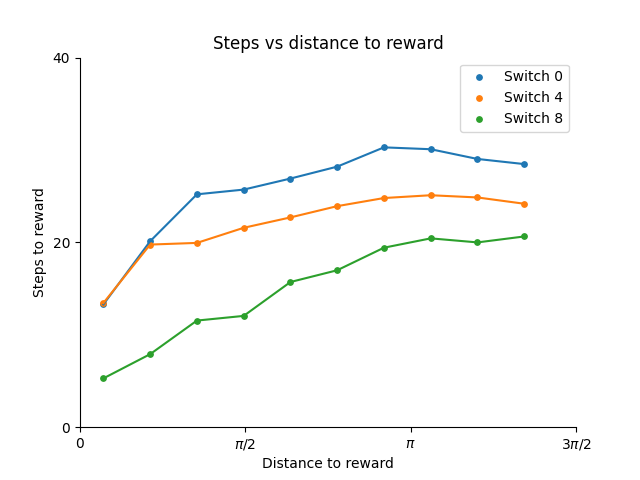 Steps vs distance to reward
Switch 0
Switch 4
Switch 8
40
20
0
Steps to reward
0 π/2 π 3π/2
Distance to reward